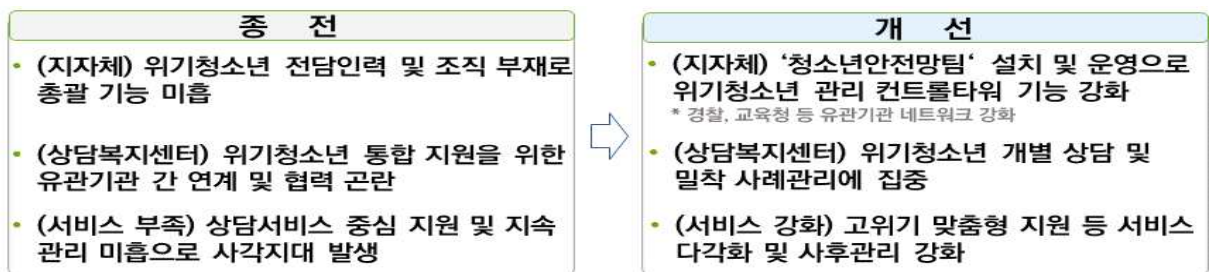 종 전
• (지자체) 위기청소년 전담인력 및 조직 부재로
총괄 기능 미흡
• (상담복지센터) 위기청소년 통합 지원을 위한
유관기관 간 연계 및 협력 곤란
• (서비스 부족) 상담서비스 중심 지원 및 지속
관리 미흡으로 사각지대 발생
개 선
• (지자체) ‘청소년안전망팀‘ 설치 및 운영으로
위기청소년 관리 컨트롤타워 기능 강화
* 경찰, 교육청 등 유관기관 네트워크 강화
• (상담복지센터) 위기청소년 개별 상담 및
밀착 사례관리에 집중
• (서비스 강화) 고위기 맞춤형 지원 등 서비스
다각화 및 사후관리 강화